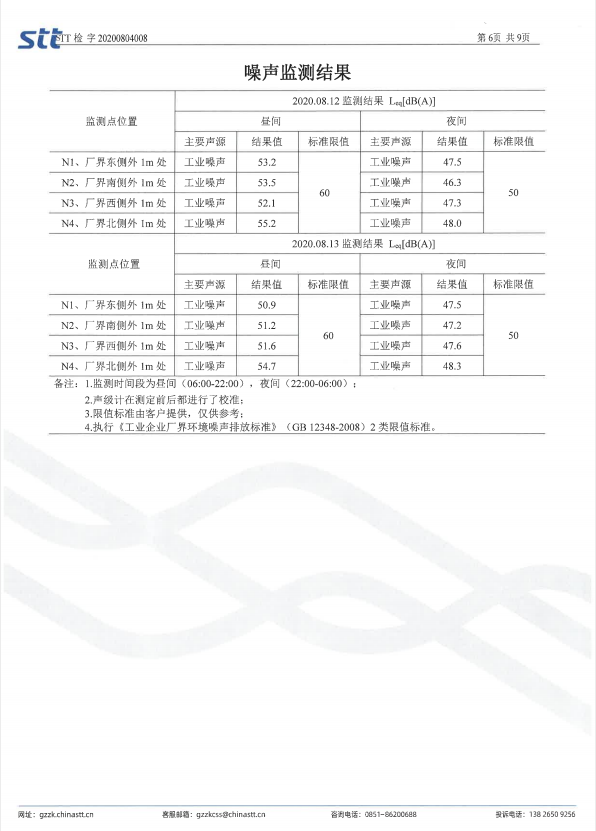 stt
STT 检 字 20200804008
第 6页 共 9页
噪声监测结果
监测点位置 2020.08.12 监测结果 Leq[dB(A)]
昼间 夜间
主要声源 结果值 标准限值 主要声源 结果值 标准限值
N1、厂界东侧外 1m 处 工业噪声 53.2 60 工业噪声 47.5 50
N2、厂界南侧外 1m 处 工业噪声 53.5 工业噪声 46.3
N3、厂界西侧外 1m 处 工业噪声 52.1 工业噪声 47.3
N4、厂界北侧外 1m 处 工业噪声 55.2 工业噪声 48.0
监测点位置 2020.08.13 监测结果 Leq[dB(A)]
昼间 夜间
主要声源 结果值 标准限值 主要声源 结果值 标准限值
N1、厂界东侧外 1m 处 工业噪声 50.9 60 工业噪声 47.5 50
N2、厂界南侧外 1m 处 工业噪声 51.2 工业噪声 47.2
N3、厂界西侧外 1m 处 工业噪声 51.6 工业噪声 47.6
N4、厂界北侧外 1m 处 工业噪声 54.7 工业噪声 48.3
备注：1.监测时间段为昼间（06:00-22:00），夜间（22:00-06:00）；
2.声级计在测定前后都进行了校准；
3.限值标准由客户提供，仅供参考；
4.执行《工业企业厂界环境噪声排放标准》（GB 12348-2008）2 类限值标准。
网址：gzzk.chinastt.cn 客服邮箱：gzzkcss@chinastt.cn 咨询电话：0851-86200688 投诉电话：138 2650 9256